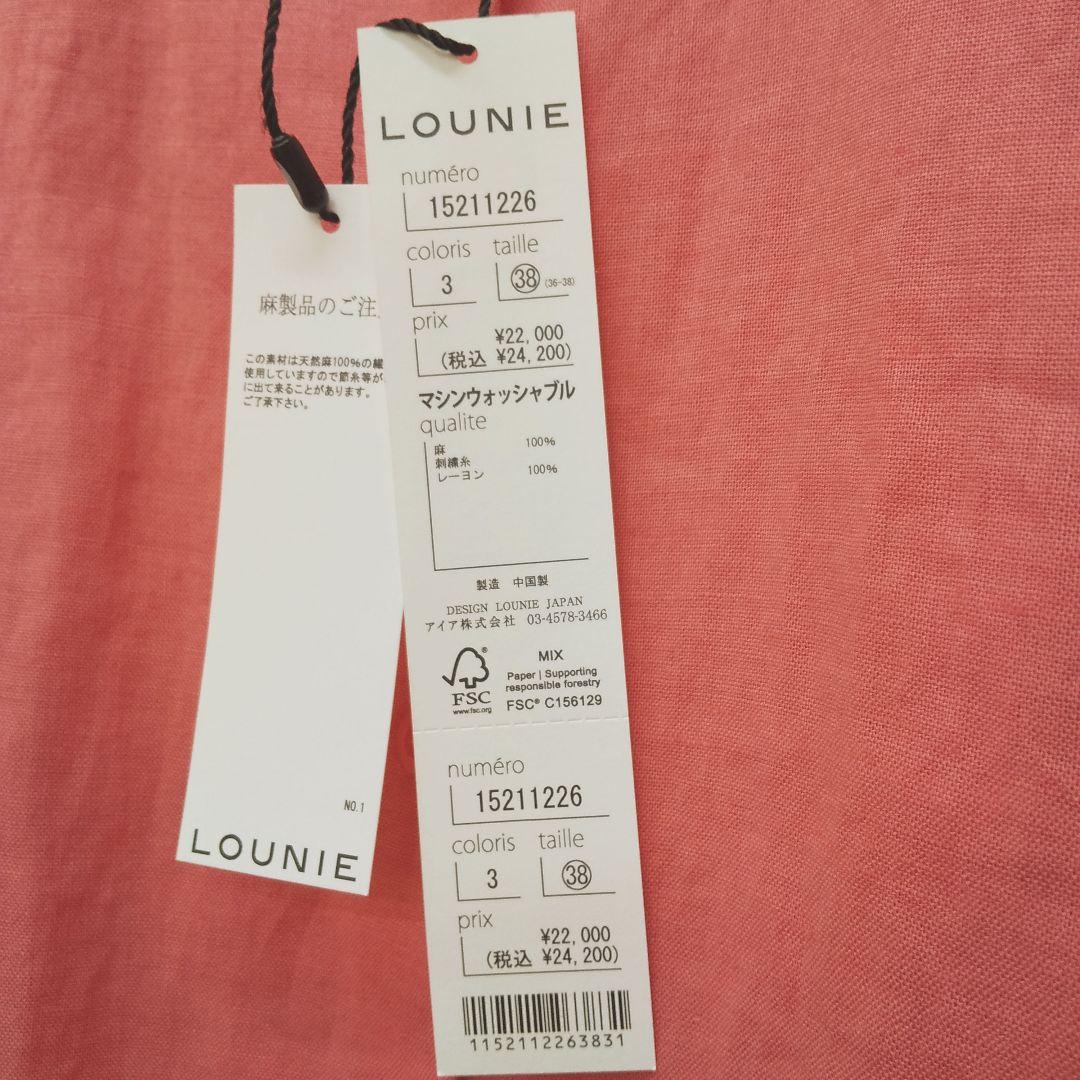 LOUNIE
numéro
15211226
coloris taille
3 38 (36-38)
prix
¥22,000
(税込 ¥24,200)
マシンウォッシャブル
qualite
麻 100%
刺繍糸
レーヨン 100%
製造 中国製
DESIGN LOUNIE JAPAN
アイア株式会社 03-4578-3466
FSC
www.fsc.org
MIX
Paper | Supporting
responsible forestry
FSC® C156129
numéro
15211226
coloris taille
3 38
prix
¥22,000
(税込 ¥24,200)
1152112263831
麻製品のご注
この素材は天然麻100%の繊
使用していますので節糸等が
に出て来ることがあります。
ご了承下さい。
NO.1
LOUNIE